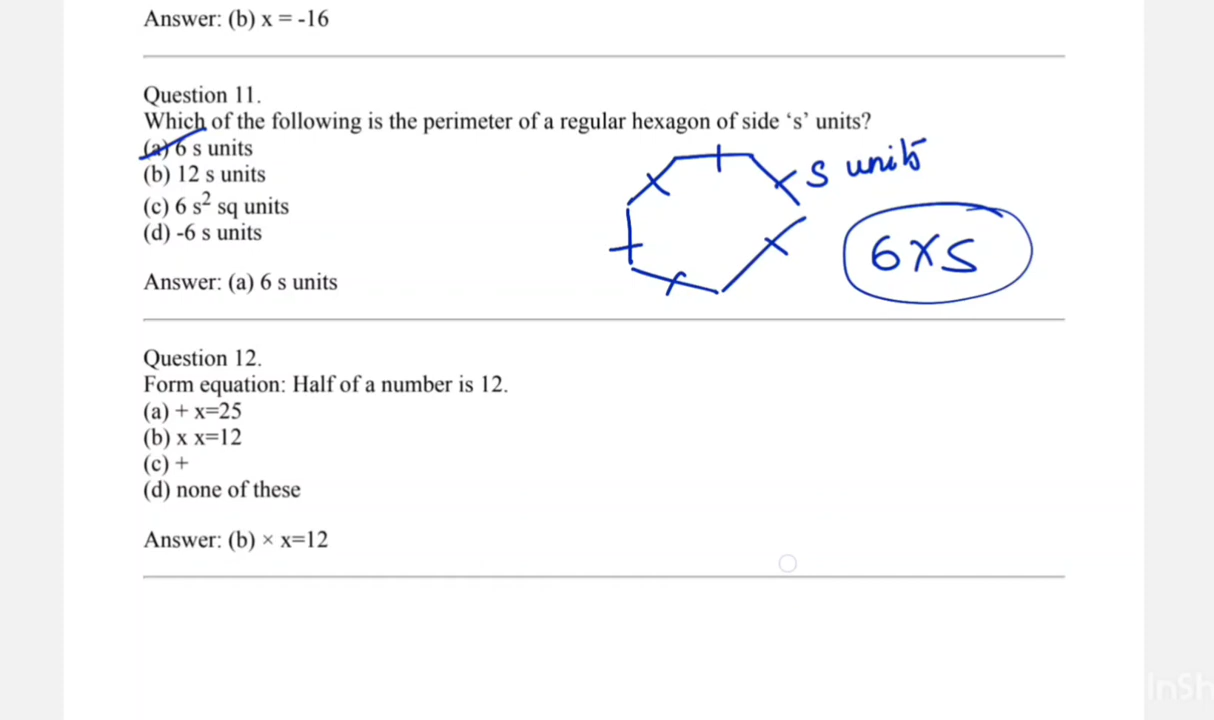 Answer: (b) x = -16
Question 11.
Which of the following is the perimeter of a regular hexagon of side ‘s’ units?
(a) 6 s units
(b) 12 s units
(c) 6 s² sq units
(d) -6 s units
s units
6×s
Answer: (a) 6 s units
Question 12.
Form equation: Half of a number is 12.
(a) + x=25
(b) x x=12
(c) +
(d) none of these
Answer: (b) × x=12
InSh